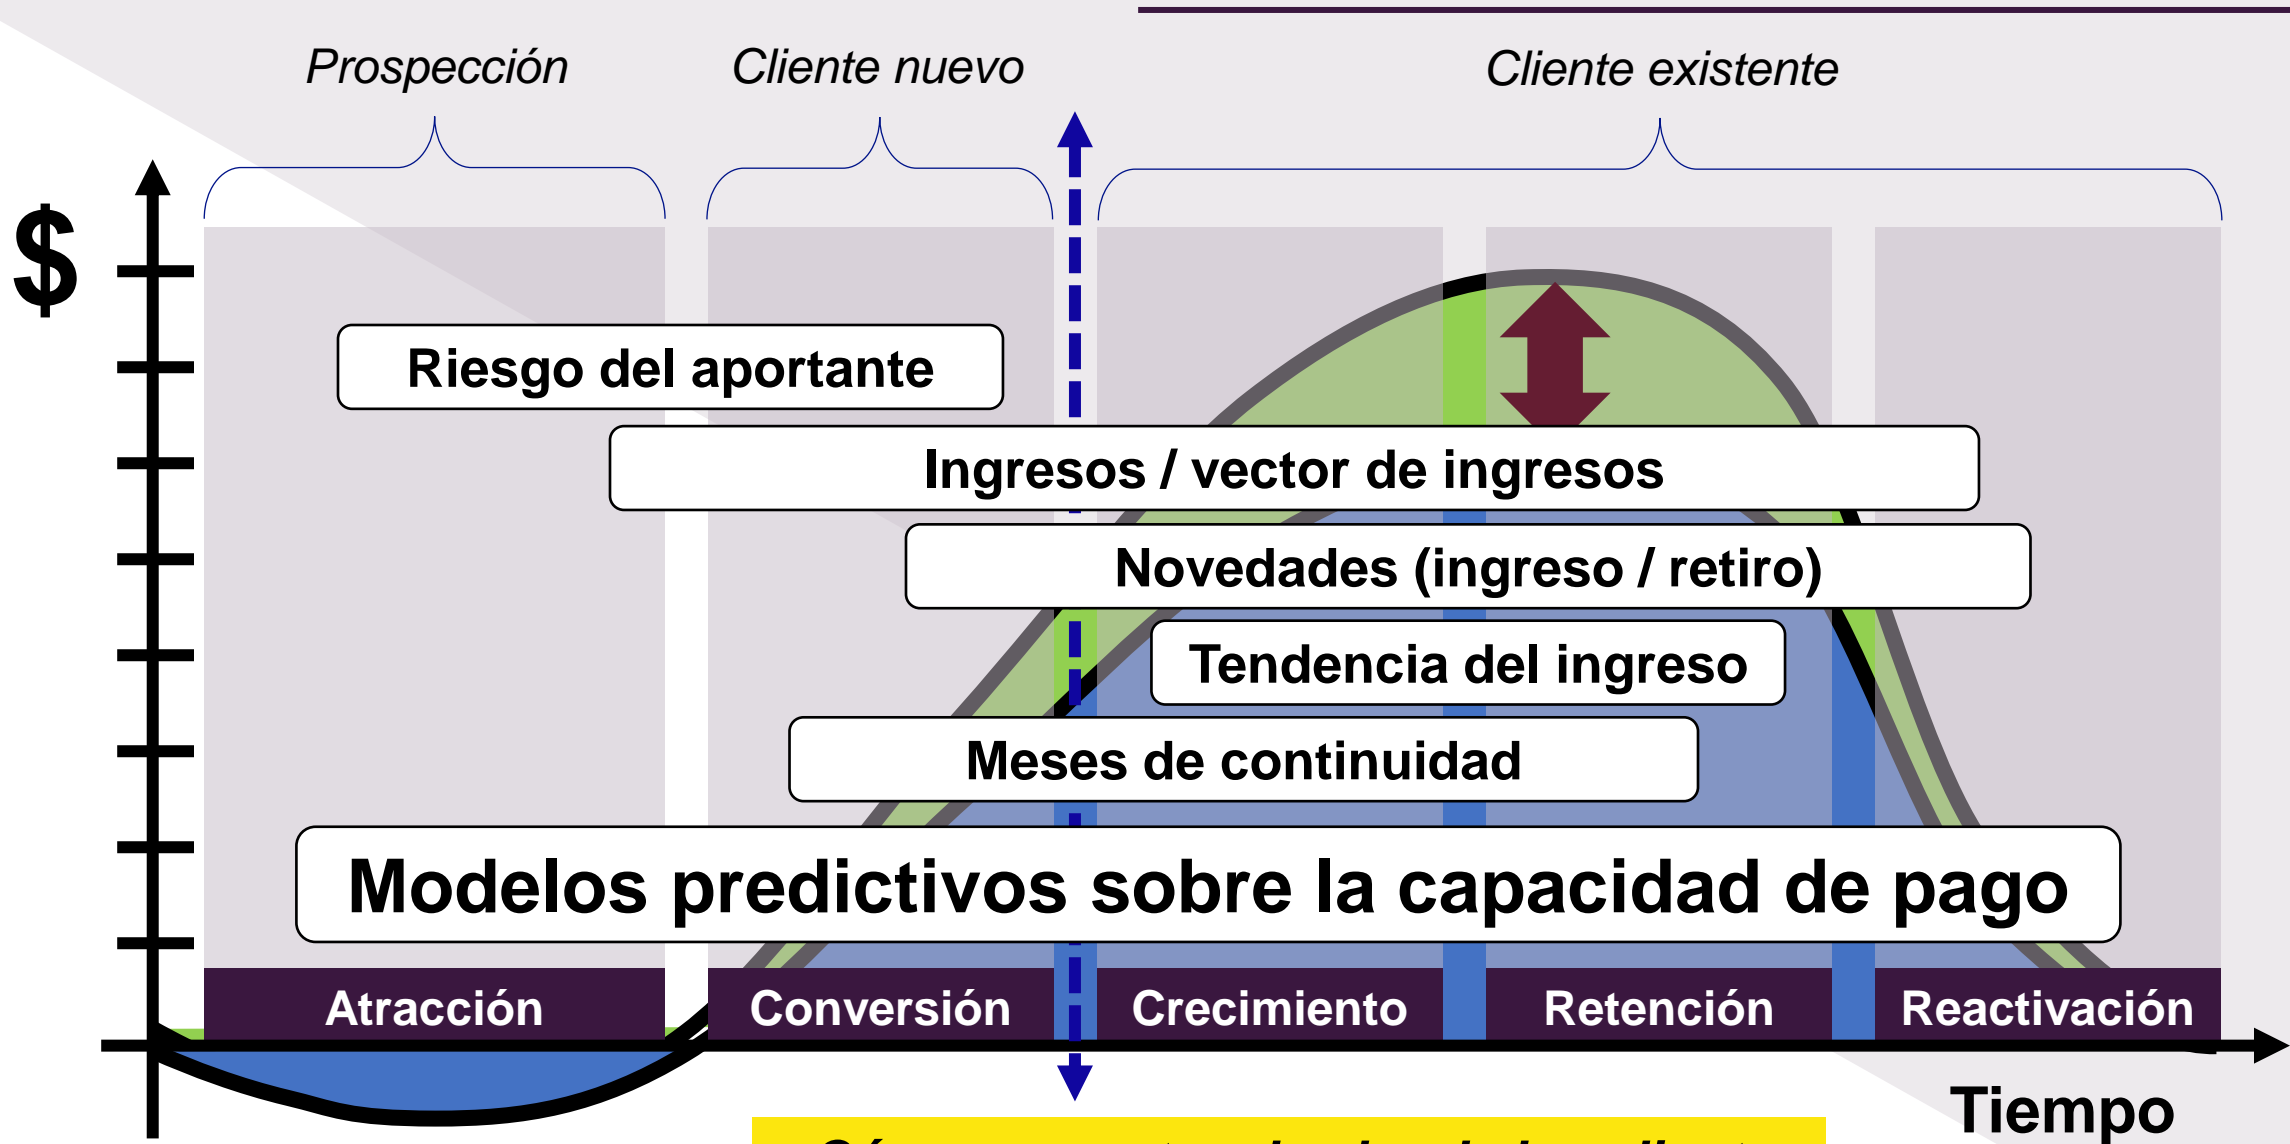 Prospección
Cliente nuevo
Cliente existente
$
Riesgo del aportante
Ingresos / vector de ingresos
Novedades (ingreso / retiro)
Tendencia del ingreso
Meses de continuidad
Modelos predictivos sobre la capacidad de pago
Atracción
Conversión
Crecimiento
Retención
Reactivación
Tiempo